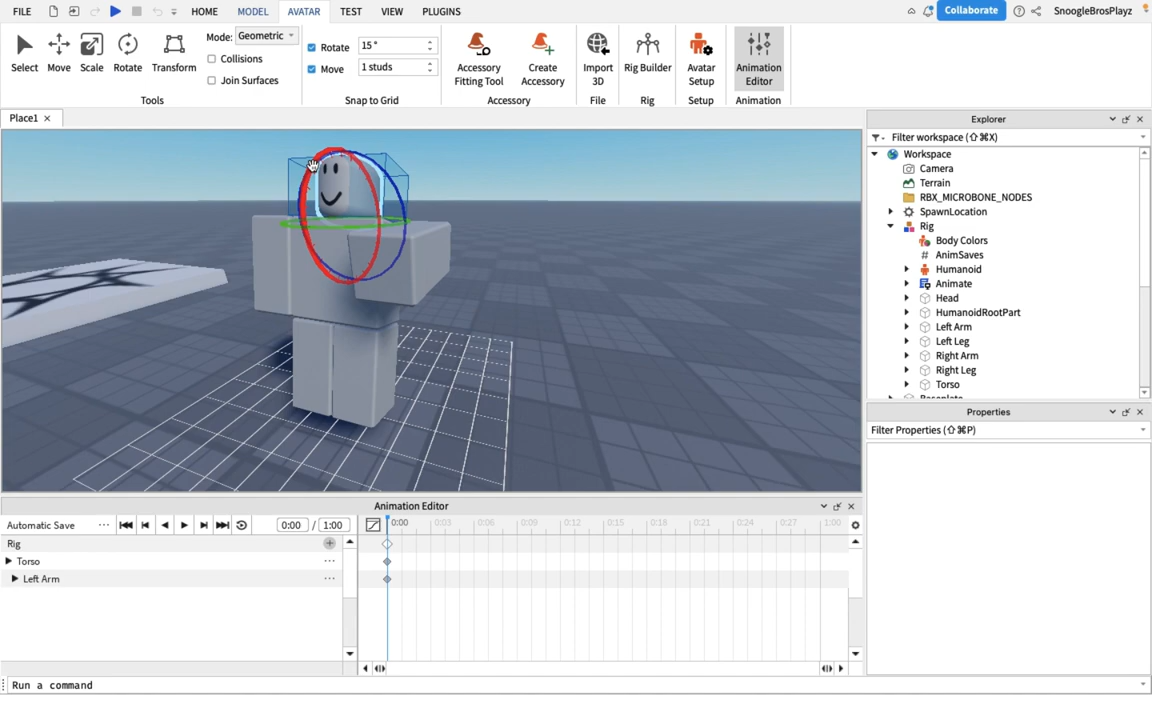 FILE HOME MODEL AVATAR TEST VIEW PLUGINS Collaborate SnoogleBrosPlayz
Select Move Scale Rotate Transform
Mode: Geometric
Collisions
Join Surfaces
Tools
Rotate 15°
Move 1 studs
Snap to Grid
Accessory Fitting Tool
Create Accessory
Accessory
Import 3D
File
Rig Builder
Rig
Avatar Setup
Setup
Animation Editor
Animation
Place1
Explorer
Filter workspace (⇧⌘X)
Workspace
Camera
Terrain
RBX_MICROBONE_NODES
SpawnLocation
Rig
Body Colors
# AnimSaves
Humanoid
Animate
Head
HumanoidRootPart
Left Arm
Left Leg
Right Arm
Right Leg
Torso
Properties
Filter Properties (⇧⌘P)
Animation Editor
Automatic Save ... 0:00 / 1:00 0:00 0:03 0:06 0:09 0:12 0:15 0:18 0:21 0:24 0:27 1:00
Rig
Torso ...
Left Arm ...
Run a command